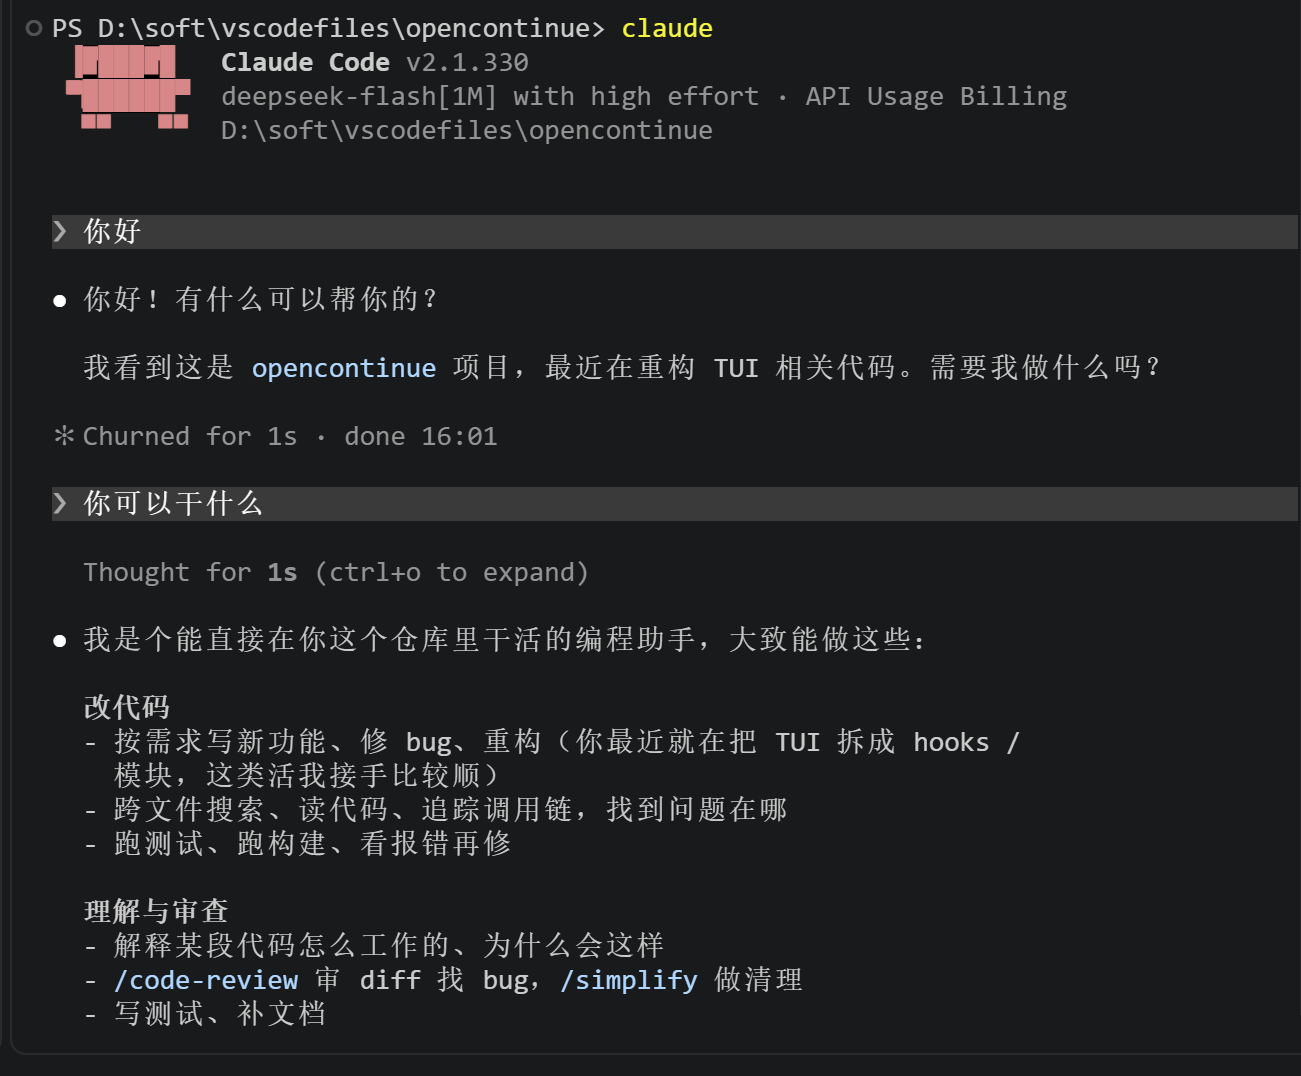 PS D:\soft\vscodefiles\opencontinue> claude
Claude Code v2.1.330
deepseek-flash[1M] with high effort · API Usage Billing
D:\soft\vscodefiles\opencontinue
❯ 你好
● 你好！有什么可以帮你的？
我看到这是 opencontinue 项目，最近在重构 TUI 相关代码。需要我做什么吗？
✻ Churned for 1s · done 16:01
❯ 你可以干什么
Thought for 1s (ctrl+o to expand)
● 我是个能直接在你这个仓库里干活的编程助手，大致能做这些：
改代码
- 按需求写新功能、修 bug、重构（你最近就在把 TUI 拆成 hooks /
模块，这类活我接手比较顺）
- 跨文件搜索、读代码、追踪调用链，找到问题在哪
- 跑测试、跑构建、看报错再修
理解与审查
- 解释某段代码怎么工作的、为什么会这样
- /code-review 审 diff 找 bug，/simplify 做清理
- 写测试、补文档